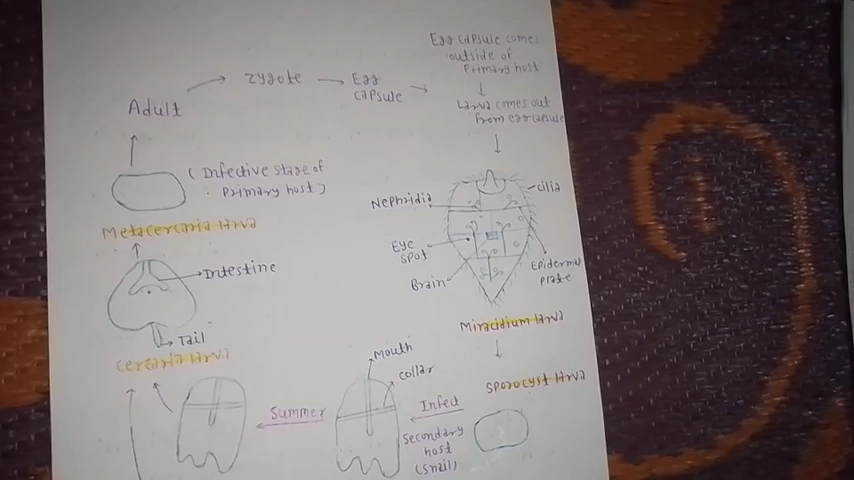 Egg capsule comes
outside of
Primary host
Zygote
Egg
capsule
Adult
Larva comes out
from egg capsule
(Infective stage of
Primary host)
Metacercaria larva
Nephridia
cilia
Eye
spot
Brain
Epidermal
plate
Miracidium larva
Intestine
Tail
Cercaria larva
Mouth
collar
Sporocyst larva
Summer
Infect
Secondary
host
(snail)